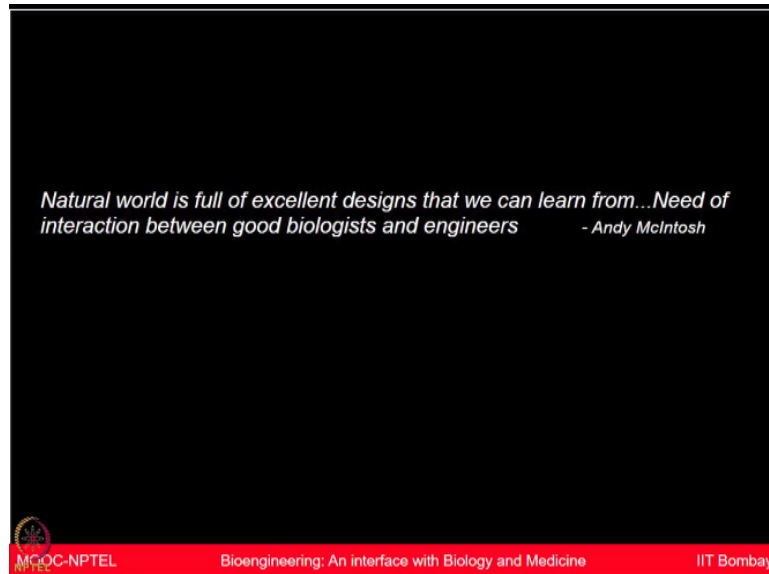 Natural world is full of excellent designs that we can learn from...Need of
interaction between good biologists and engineers - Andy McIntosh
NPTEL
MOOC-NPTEL Bioengineering: An interface with Biology and Medicine IIT Bombay